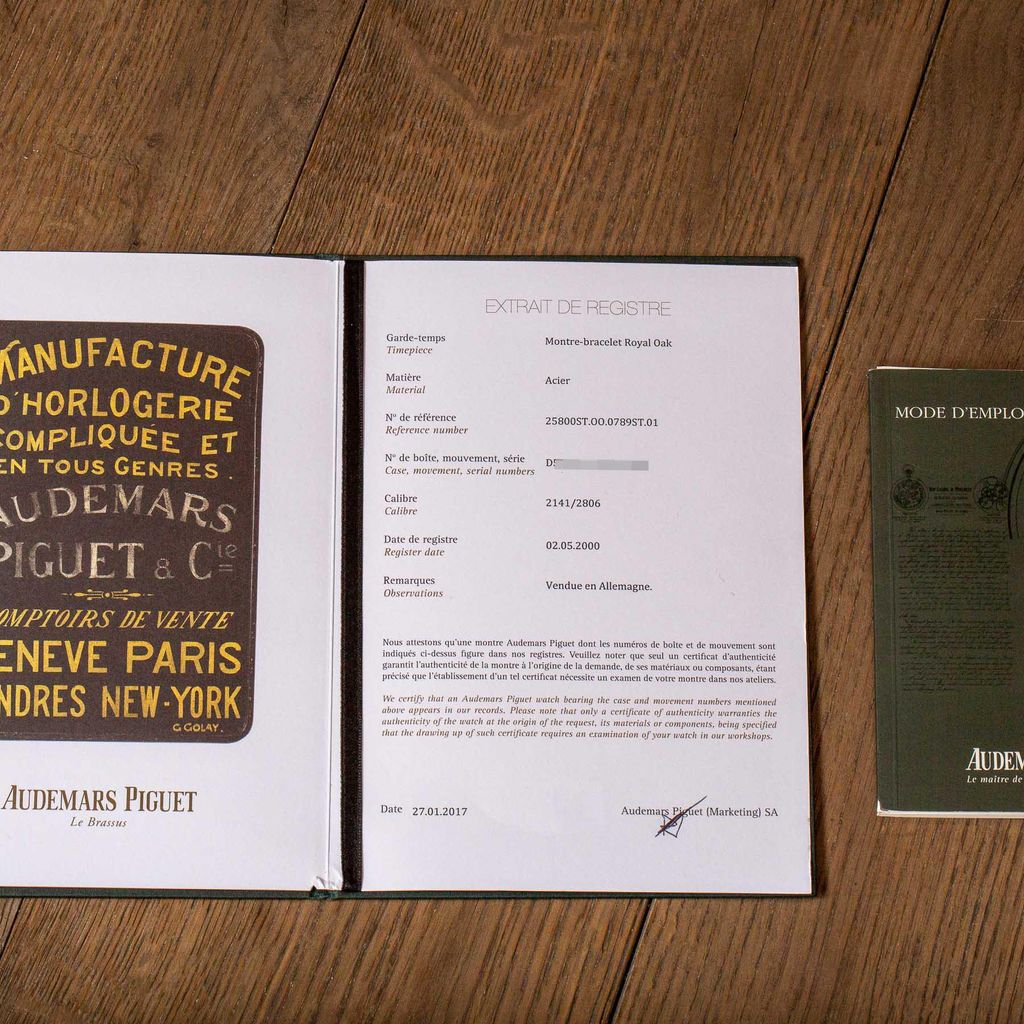 MANUFACTURE
D'HORLOGERIE
COMPLIQUÉE ET
EN TOUS GENRES.
AUDEMARS
PIGUET & Cie
COMPTOIRS DE VENTE
GENEVE PARIS
LONDRES NEW-YORK
G GOLAY.
AUDEMARS PIGUET
Le Brassus
EXTRAIT DE REGISTRE
Garde-temps
Timepiece
Montre-bracelet Royal Oak
Matière
Material
Acier
N° de référence
Reference number
25800ST.OO.0789ST.01
N° de boîte, mouvement, série
Case, movement, serial numbers
D5
Calibre
Calibre
2141/2806
Date de registre
Register date
02.05.2000
Remarques
Observations
Vendue en Allemagne.
Nous attestons qu'une montre Audemars Piguet dont les numéros de boîte et de mouvement sont
indiqués ci-dessus figure dans nos registres. Veuillez noter que seul un certificat d'authenticité
garantit l'authenticité de la montre à l'origine de la demande, de ses matériaux ou composants, étant
précisé que l'établissement d'un tel certificat nécessite un examen de votre montre dans nos ateliers.
We certify that an Audemars Piguet watch bearing the case and movement numbers mentioned
above appears in our records. Please note that only a certificate of authenticity warranties the
authenticity of the watch at the origin of the request, its materials or components, being specified
that the drawing up of such certificate requires an examination of your watch in our workshops.
Date 27.01.2017
Audemars Piguet (Marketing) SA
MODE D'EMPLO
AUDEM
Le maître de